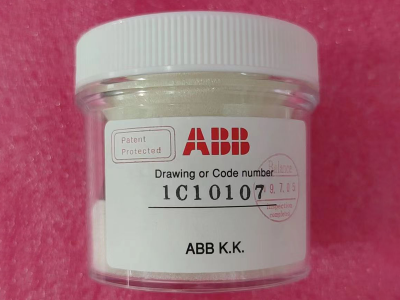 Patent
Protected
ABB
Drawing or Code number
1C10107
ABB K.K.